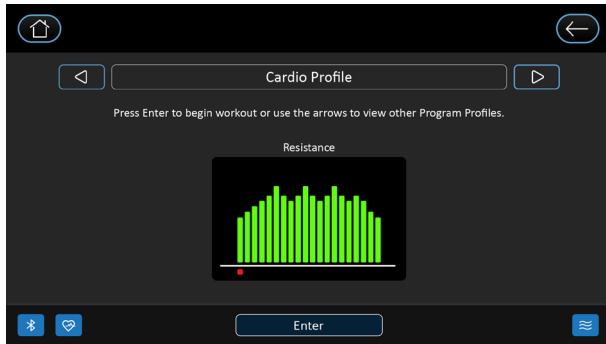 Cardio Profile
Press Enter to begin workout or use the arrows to view other Program Profiles.
Resistance
Enter